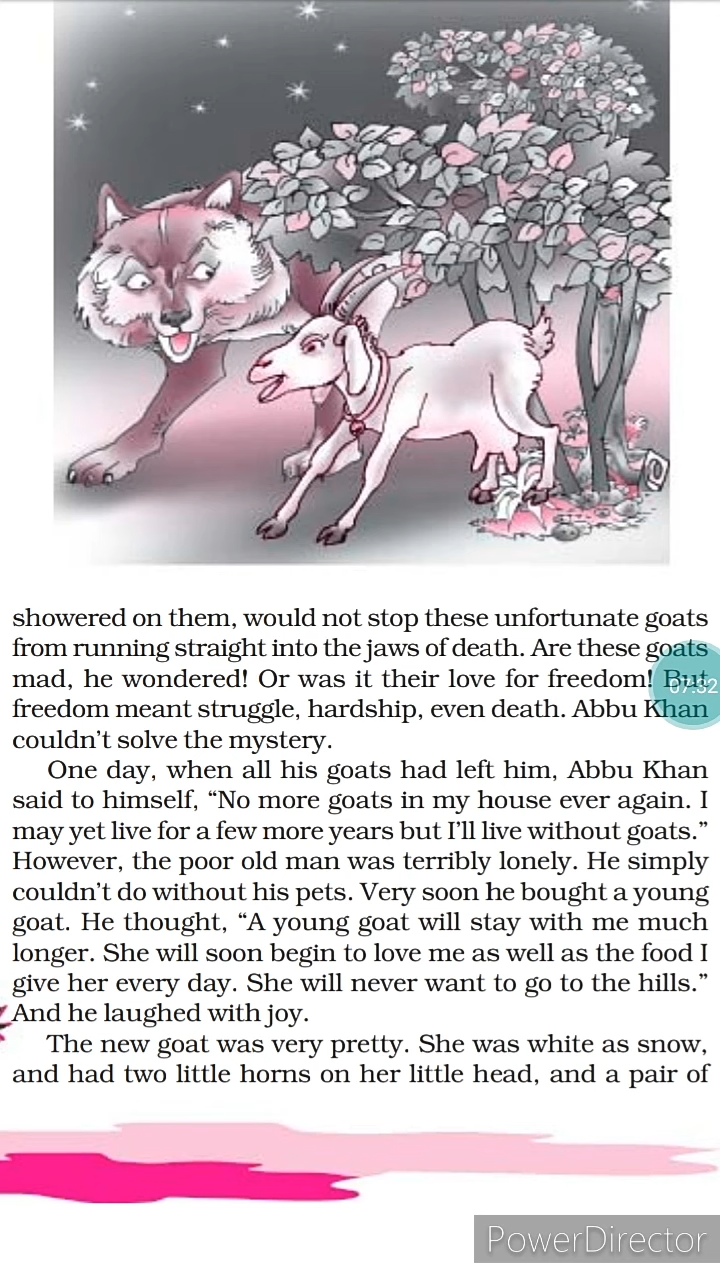 showered on them, would not stop these unfortunate goats
from running straight into the jaws of death. Are these goats
mad, he wondered! Or was it their love for freedom! But
07:32
freedom meant struggle, hardship, even death. Abbu Khan
couldn’t solve the mystery.
One day, when all his goats had left him, Abbu Khan
said to himself, “No more goats in my house ever again. I
may yet live for a few more years but I’ll live without goats.”
However, the poor old man was terribly lonely. He simply
couldn’t do without his pets. Very soon he bought a young
goat. He thought, “A young goat will stay with me much
longer. She will soon begin to love me as well as the food I
give her every day. She will never want to go to the hills.”
And he laughed with joy.
The new goat was very pretty. She was white as snow,
and had two little horns on her little head, and a pair of
PowerDirector